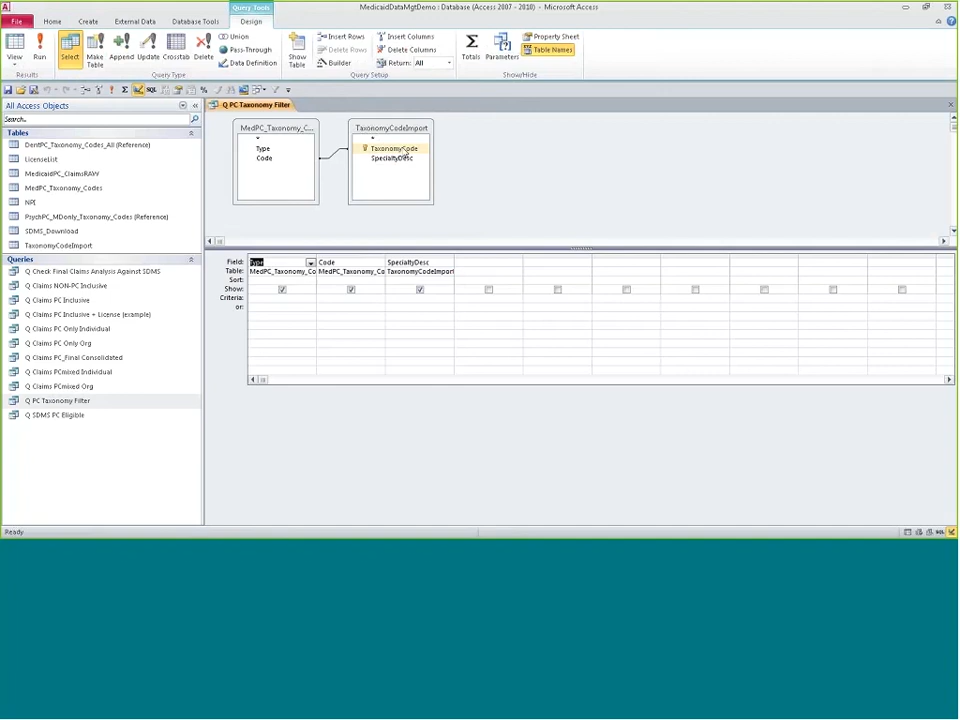 Query Tools
MedicaidDataMgtDemo : Database (Access 2007 - 2010) - Microsoft Access
File Home Create External Data Database Tools Design
View Run Select Make Table Append Update Crosstab Delete
Union
Pass-Through
Data Definition
Show Table
Insert Rows
Delete Rows
Builder
Insert Columns
Delete Columns
Return: All
Totals Parameters
Property Sheet
Table Names
Results Query Type Query Setup Show/Hide
SQL
All Access Objects
Search...
Tables
DentPC_Taxonomy_Codes_All (Reference)
LicenseList
MedicaidPC_ClaimsRAW
MedPC_Taxonomy_Codes
NPI
PsychPC_MDonly_Taxonomy_Codes (Reference)
SDMS_Download
TaxonomyCodeImport
Queries
Q Check Final Claims Analysis Against SDMS
Q Claims NON-PC Inclusive
Q Claims PC Inclusive
Q Claims PC Inclusive + License (example)
Q Claims PC Only Individual
Q Claims PC Only Org
Q Claims PC_Final Consolidated
Q Claims PCmixed Individual
Q Claims PCmixed Org
Q PC Taxonomy Filter
Q SDMS PC Eligible
Q PC Taxonomy Filter
MedPC_Taxonomy_C...
*
Type
Code
TaxonomyCodeImport
*
TaxonomyCode
SpecialtyDesc
Field: Type Code SpecialtyDesc
Table: MedPC_Taxonomy_Co MedPC_Taxonomy_Co TaxonomyCodeImport
Sort:
Show:
Criteria:
or:
Ready
SQL